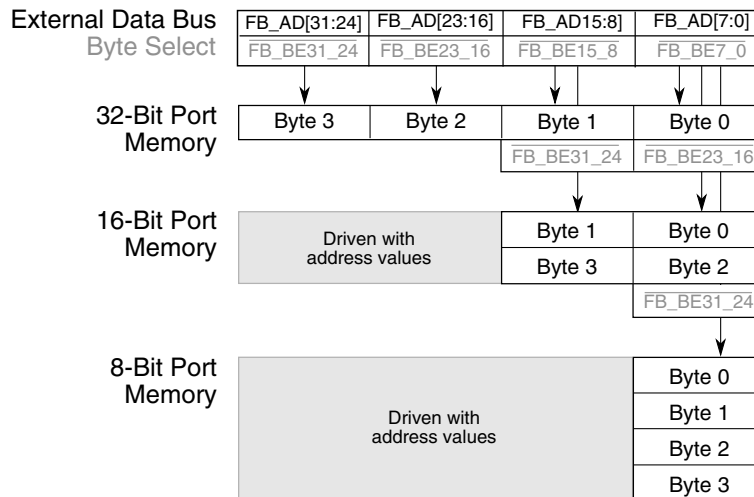 External Data Bus FB_AD[31:24] FB_AD[23:16] FB_AD15:8] FB_AD[7:0]
Byte Select FB_BE31_24 FB_BE23_16 FB_BE15_8 FB_BE7_0
32-Bit Port
Memory
Byte 3 Byte 2 Byte 1 Byte 0
FB_BE31_24 FB_BE23_16
16-Bit Port
Memory
Driven with
address values
Byte 1 Byte 0
Byte 3 Byte 2
FB_BE31_24
8-Bit Port
Memory
Driven with
address values
Byte 0
Byte 1
Byte 2
Byte 3